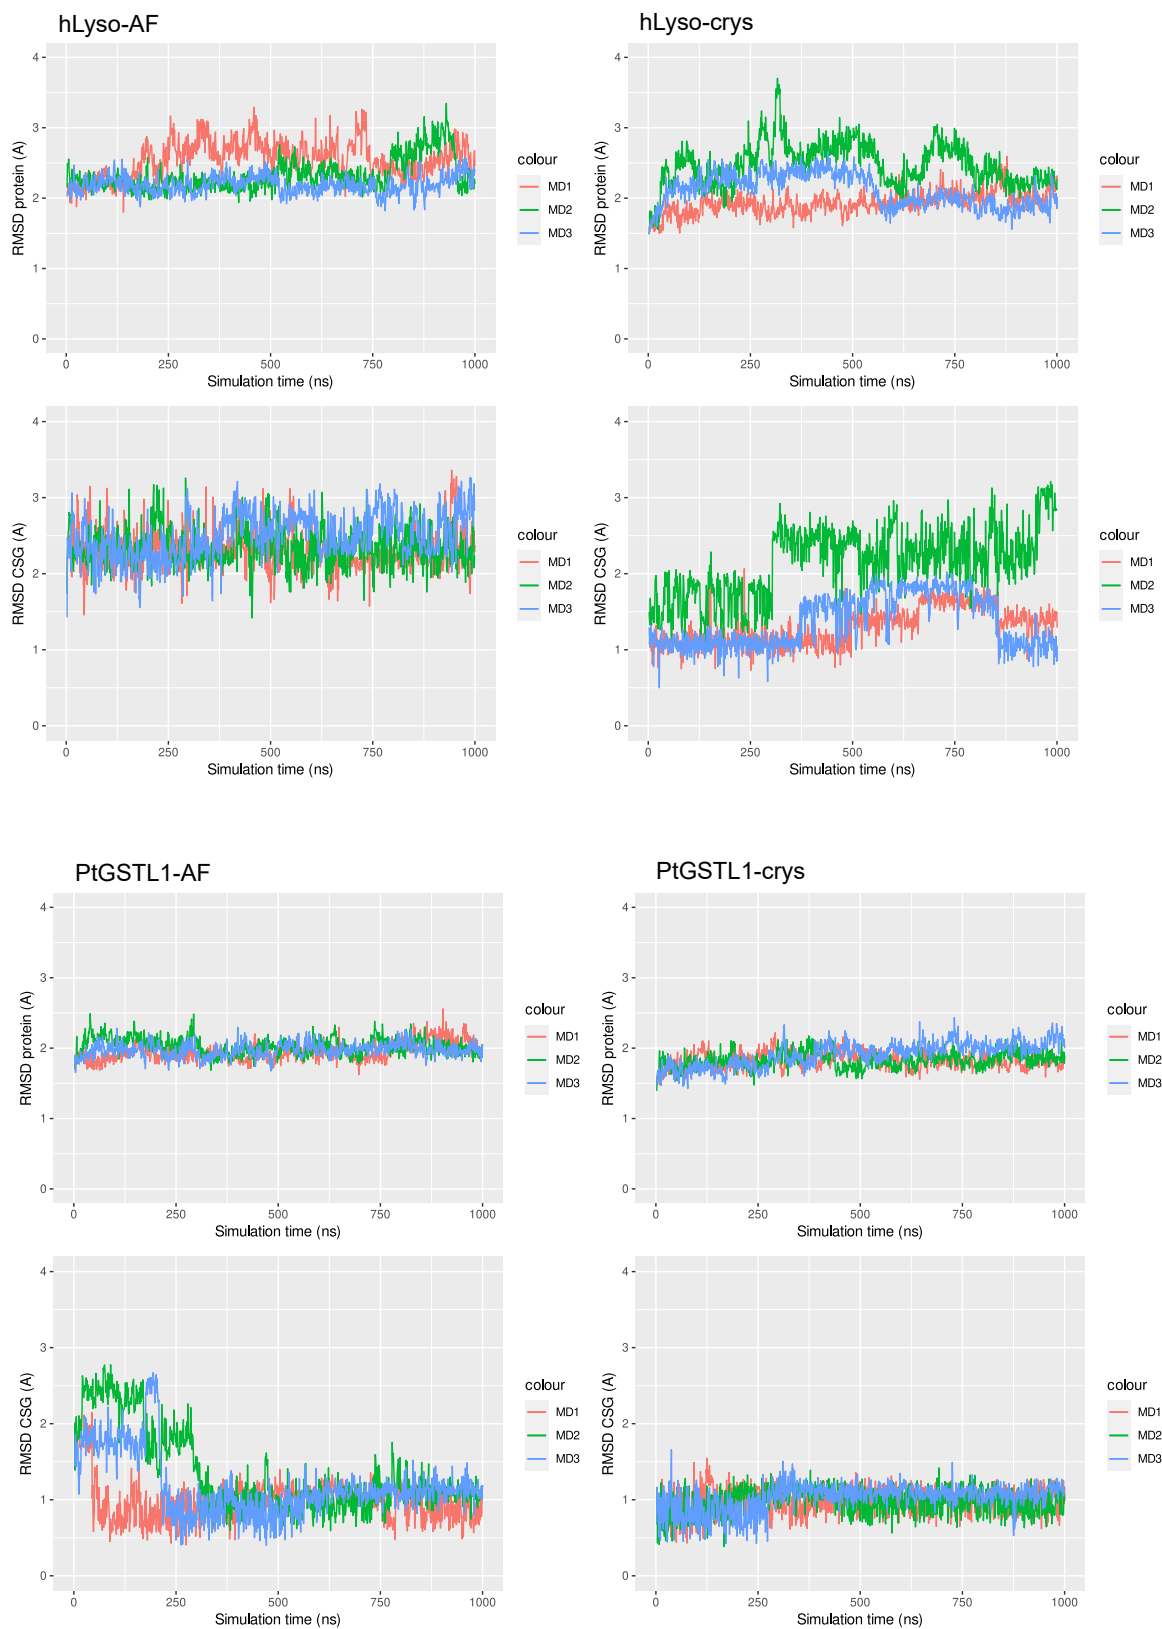 hLyso-AF
hLyso-crys
RMSD protein (A)
4
3
2
1
0
0 250 500 750 1000
Simulation time (ns)
colour
MD1
MD2
MD3
RMSD protein (A)
4
3
2
1
0
0 250 500 750 1000
Simulation time (ns)
colour
MD1
MD2
MD3
RMSD CSG (A)
4
3
2
1
0
0 250 500 750 1000
Simulation time (ns)
colour
MD1
MD2
MD3
RMSD CSG (A)
4
3
2
1
0
0 250 500 750 1000
Simulation time (ns)
colour
MD1
MD2
MD3
PtGSTL1-AF
PtGSTL1-crys
RMSD protein (A)
4
3
2
1
0
0 250 500 750 1000
Simulation time (ns)
colour
MD1
MD2
MD3
RMSD protein (A)
4
3
2
1
0
0 250 500 750 1000
Simulation time (ns)
colour
MD1
MD2
MD3
RMSD CSG (A)
4
3
2
1
0
0 250 500 750 1000
Simulation time (ns)
colour
MD1
MD2
MD3
RMSD CSG (A)
4
3
2
1
0
0 250 500 750 1000
Simulation time (ns)
colour
MD1
MD2
MD3